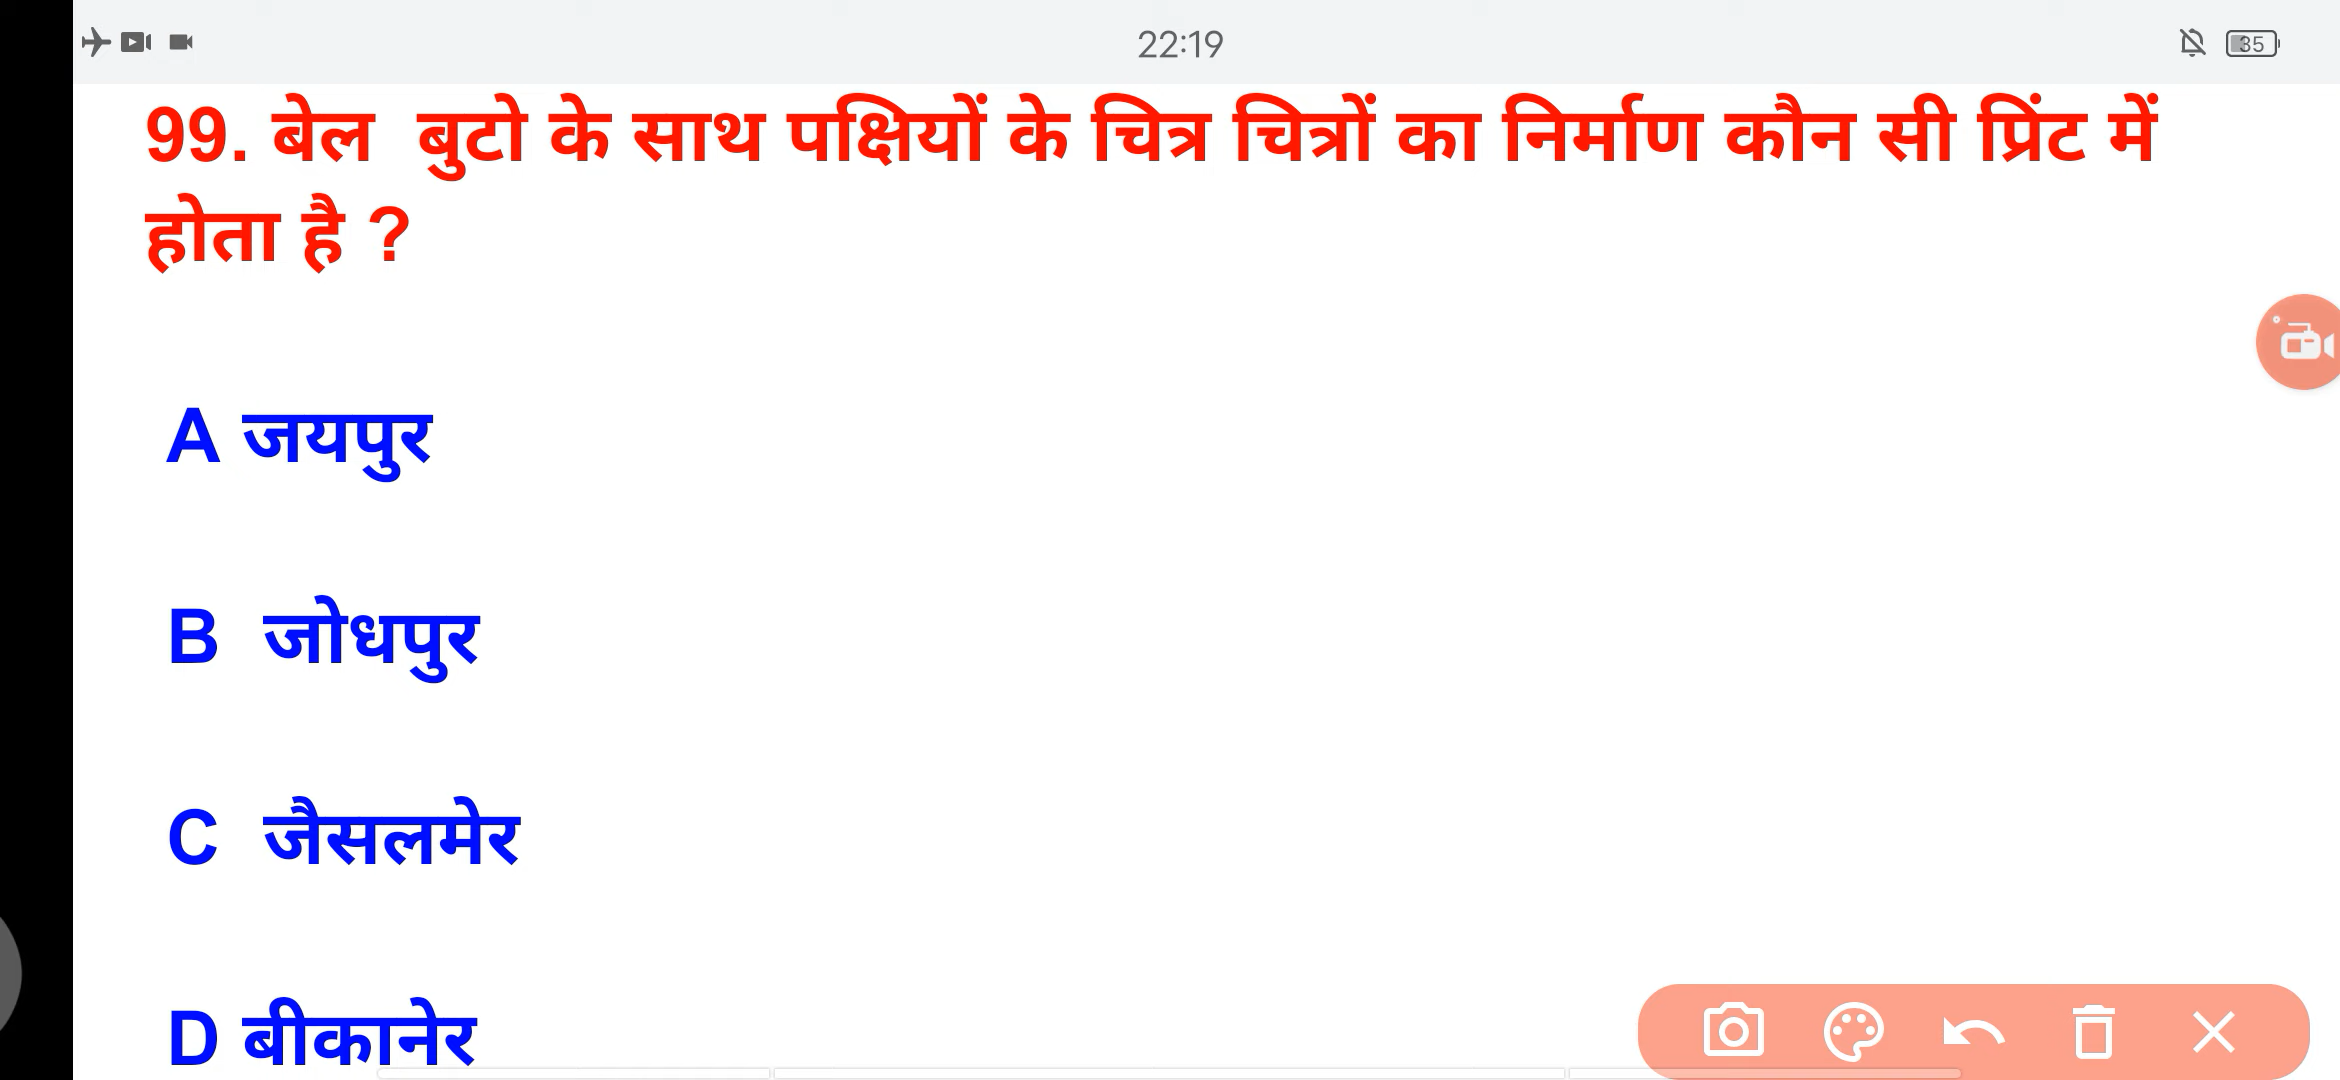 22:19
35
99. बेल बुटो के साथ पक्षियों के चित्र चित्रों का निर्माण कौन सी प्रिंट में
होता है ?
A जयपुर
B जोधपुर
C जैसलमेर
D बीकानेर